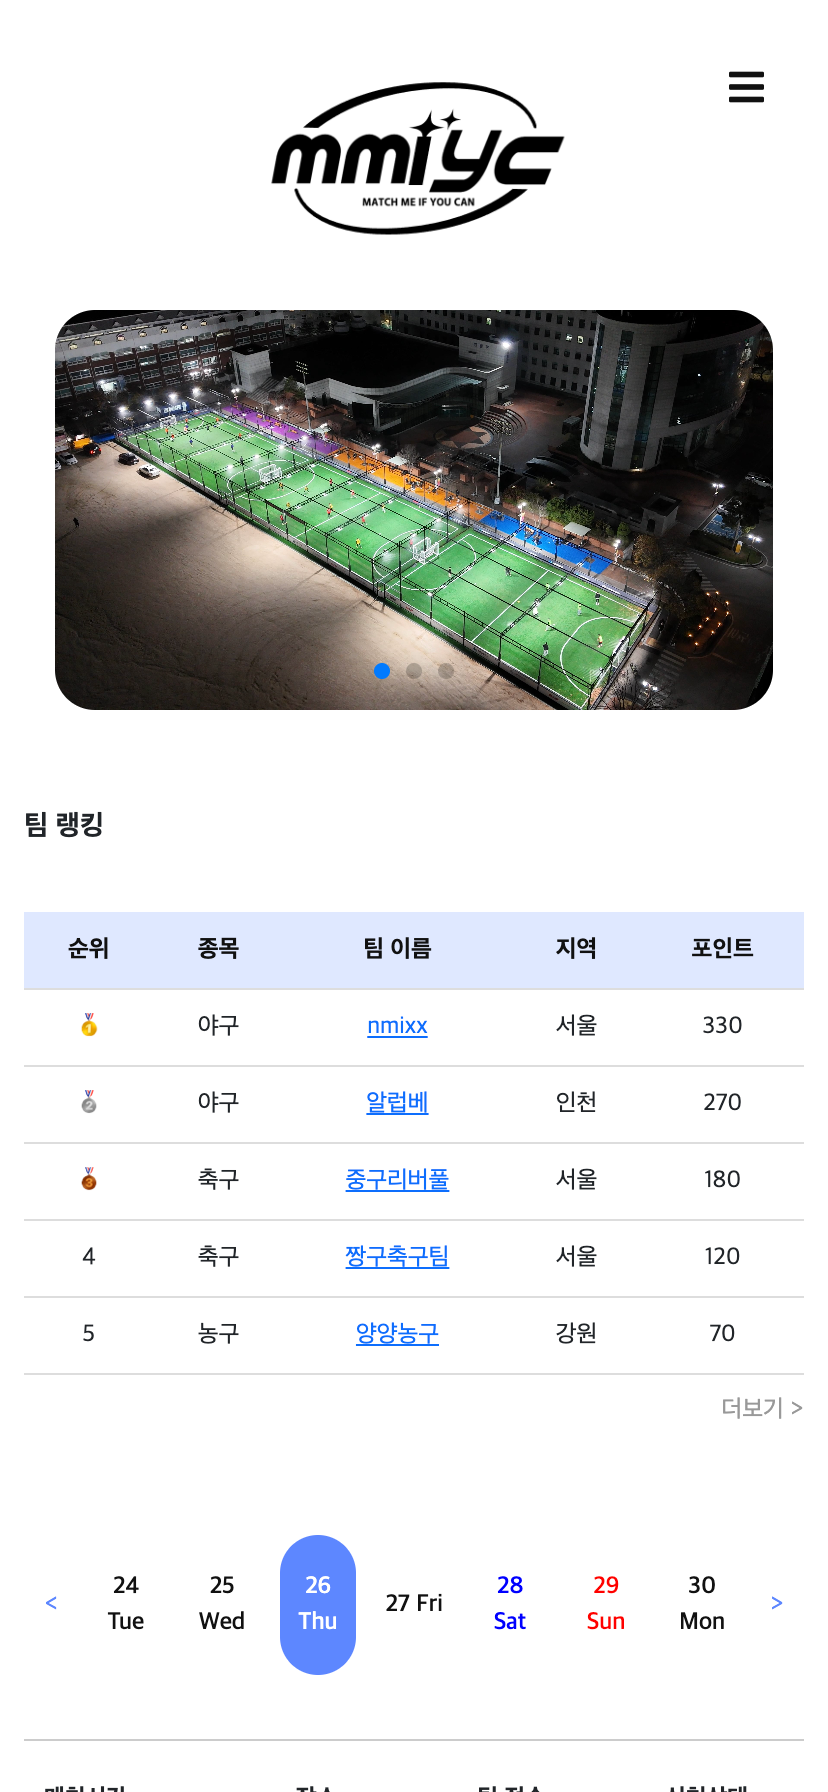 mmiyc
MATCH ME IF YOU CAN
팀 랭킹
순위 종목 팀 이름 지역 포인트
1 야구 nmixx 서울 330
2 야구 알럽베 인천 270
3 축구 중구리버풀 서울 180
4 축구 짱구축구팀 서울 120
5 농구 양양농구 강원 70
더보기 >
< 24 Tue 25 Wed 26 Thu 27 Fri 28 Sat 29 Sun 30 Mon >